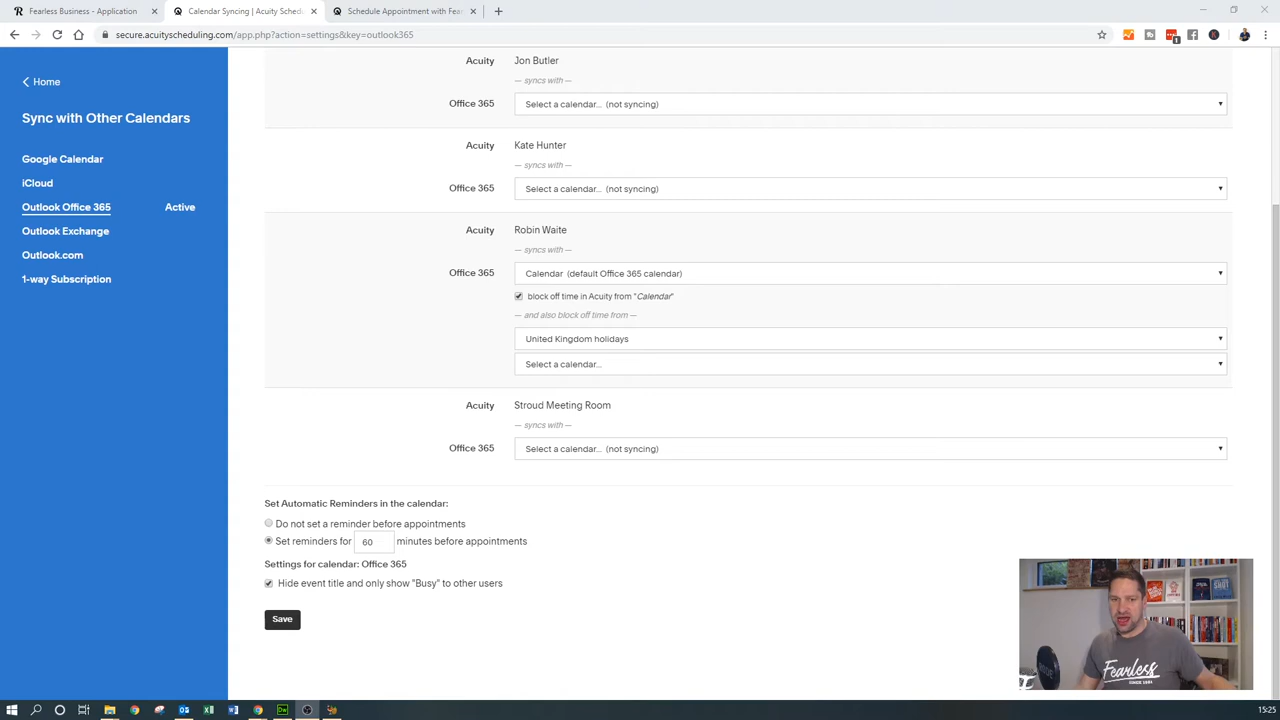 Fearless Business - Application
Calendar Syncing | Acuity Schedu
Schedule Appointment with Fear
secure.acuityscheduling.com/app.php?action=settings&key=outlook365
1
Home
Sync with Other Calendars
Google Calendar
iCloud
Outlook Office 365 Active
Outlook Exchange
Outlook.com
1-way Subscription
Acuity Jon Butler
— syncs with —
Office 365 Select a calendar... (not syncing)
Acuity Kate Hunter
— syncs with —
Office 365 Select a calendar... (not syncing)
Acuity Robin Waite
— syncs with —
Office 365 Calendar (default Office 365 calendar)
block off time in Acuity from "Calendar"
— and also block off time from —
United Kingdom holidays
Select a calendar...
Acuity Stroud Meeting Room
— syncs with —
Office 365 Select a calendar... (not syncing)
Set Automatic Reminders in the calendar:
Do not set a reminder before appointments
Set reminders for 60 minutes before appointments
Settings for calendar: Office 365
Hide event title and only show "Busy" to other users
Save
Fearless
15:25